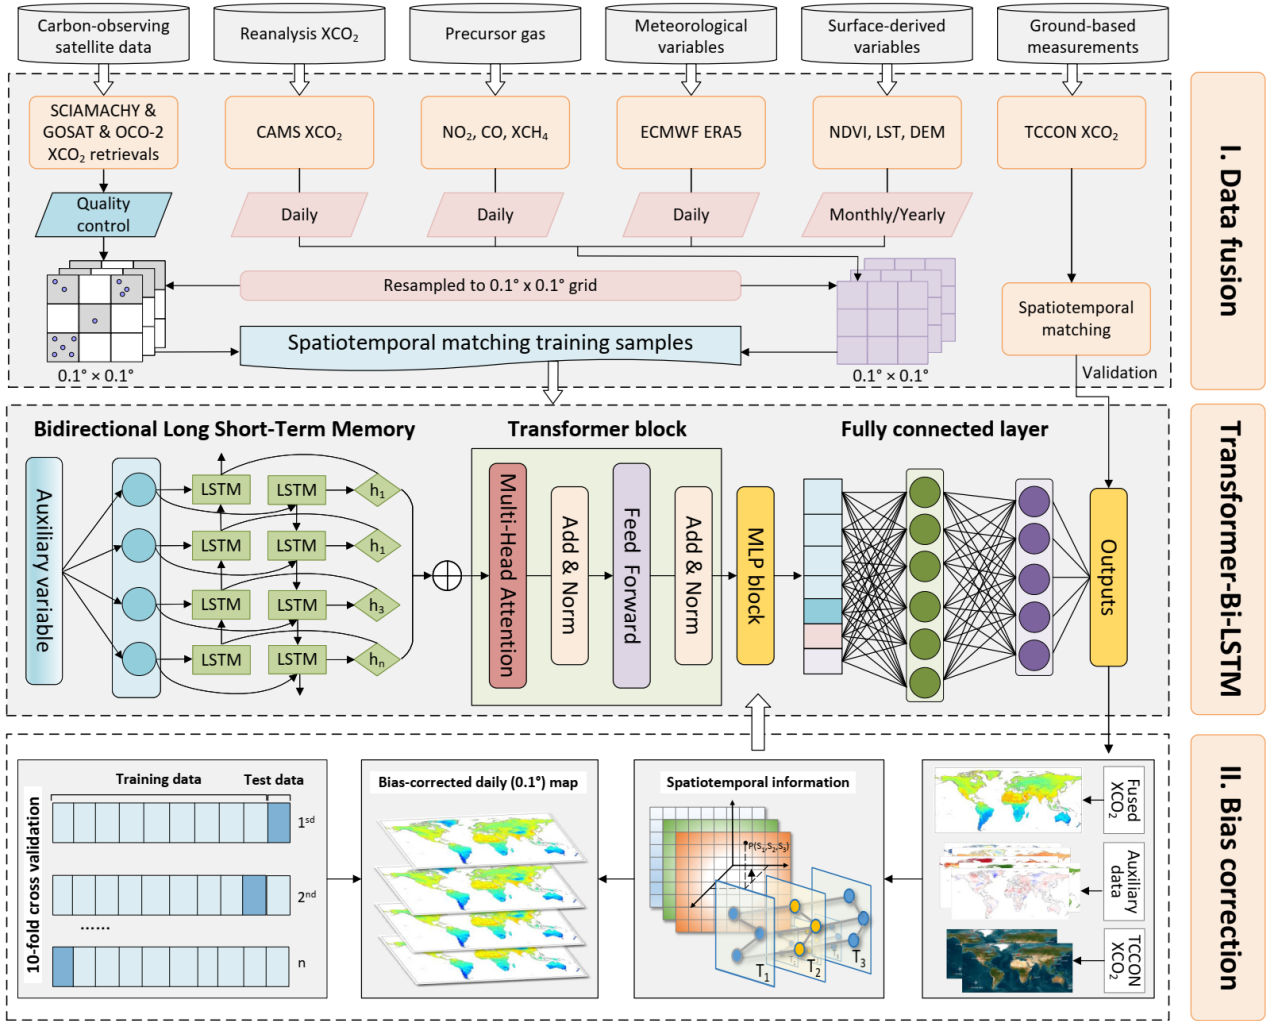 Carbon-observing
satellite data
Reanalysis XCO₂
Precursor gas
Meteorological
variables
Surface-derived
variables
Ground-based
measurements
SCIAMACHY &
GOSAT & OCO-2
XCO₂ retrievals
CAMS XCO₂
NO₂, CO, XCH₄
ECMWF ERA5
NDVI, LST, DEM
TCCON XCO₂
Quality
control
Daily
Daily
Daily
Monthly/Yearly
Resampled to 0.1° x 0.1° grid
Spatiotemporal
matching
Spatiotemporal matching training samples
0.1° × 0.1°
0.1° × 0.1°
Validation
I. Data fusion
Bidirectional Long Short-Term Memory
Transformer block
Fully connected layer
Auxiliary variable
LSTM
LSTM
h₁
LSTM
LSTM
h₁
LSTM
LSTM
h₃
LSTM
LSTM
hₙ
Multi-Head Attention
Add & Norm
Feed Forward
Add & Norm
MLP block
Outputs
Transformer-Bi-LSTM
10-fold cross validation
Training data
Test data
1ˢᵈ
2ⁿᵈ
......
n
Bias-corrected daily (0.1°) map
Spatiotemporal information
P(S₁,S₂,S₃)
T₁
T₂
T₃
Fused
XCO₂
Auxiliary
data
TCCON
XCO₂
II. Bias correction